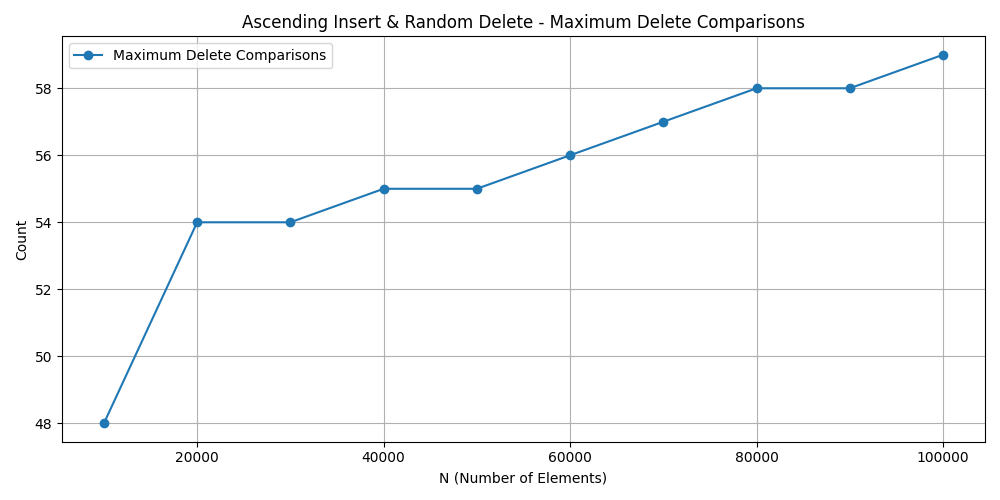 Ascending Insert & Random Delete - Maximum Delete Comparisons
Maximum Delete Comparisons
Count
58
56
54
52
50
48
20000 40000 60000 80000 100000
N (Number of Elements)